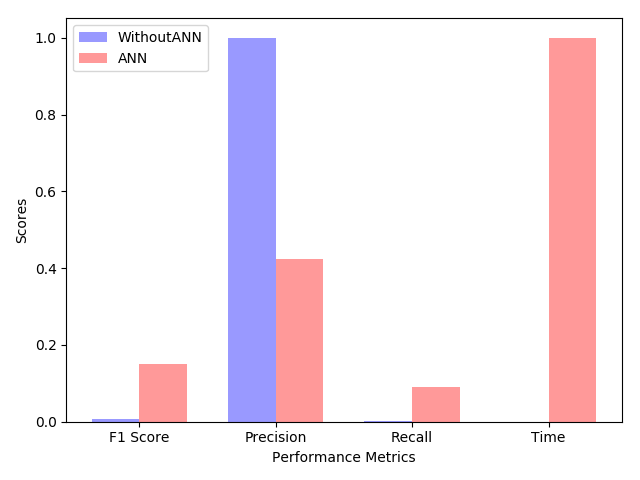 WithoutANN
ANN
1.0
0.8
0.6
0.4
0.2
0.0
Scores
F1 Score Precision Recall Time
Performance Metrics